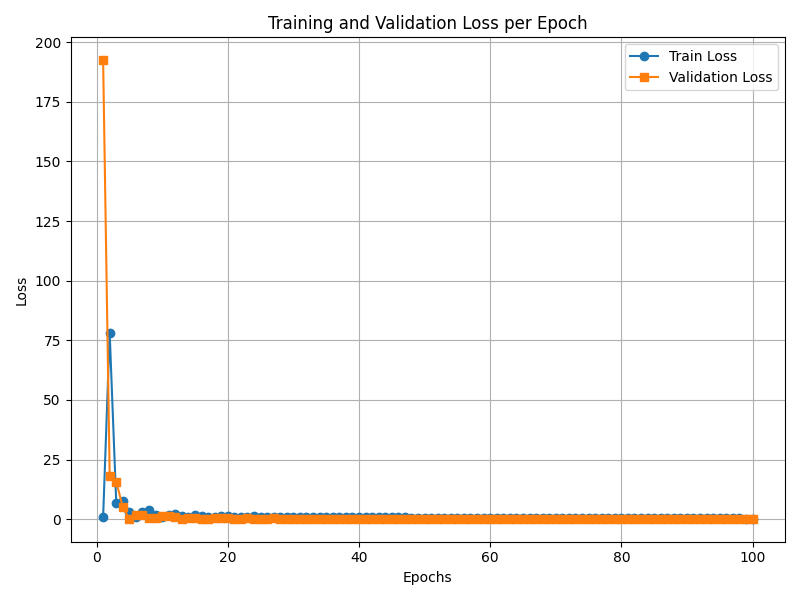 Training and Validation Loss per Epoch
200
175
150
125
100
75
50
25
0
Loss
Train Loss
Validation Loss
0 20 40 60 80 100
Epochs